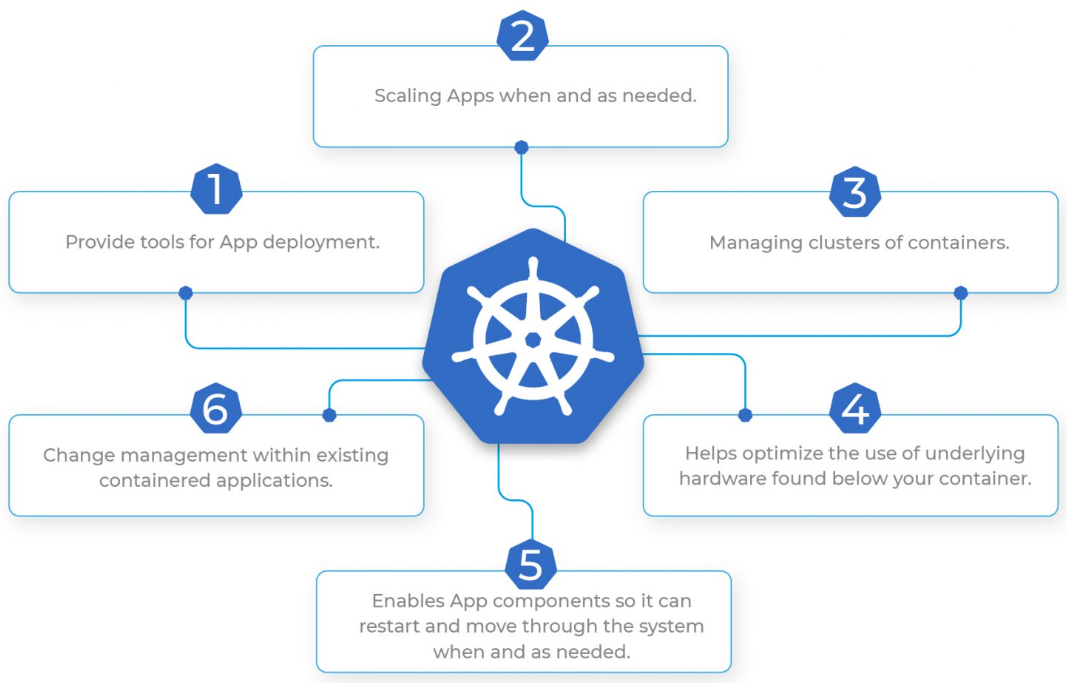 1
Provide tools for App deployment.
2
Scaling Apps when and as needed.
3
Managing clusters of containers.
4
Helps optimize the use of underlying
hardware found below your container.
5
Enables App components so it can
restart and move through the system
when and as needed.
6
Change management within existing
containered applications.